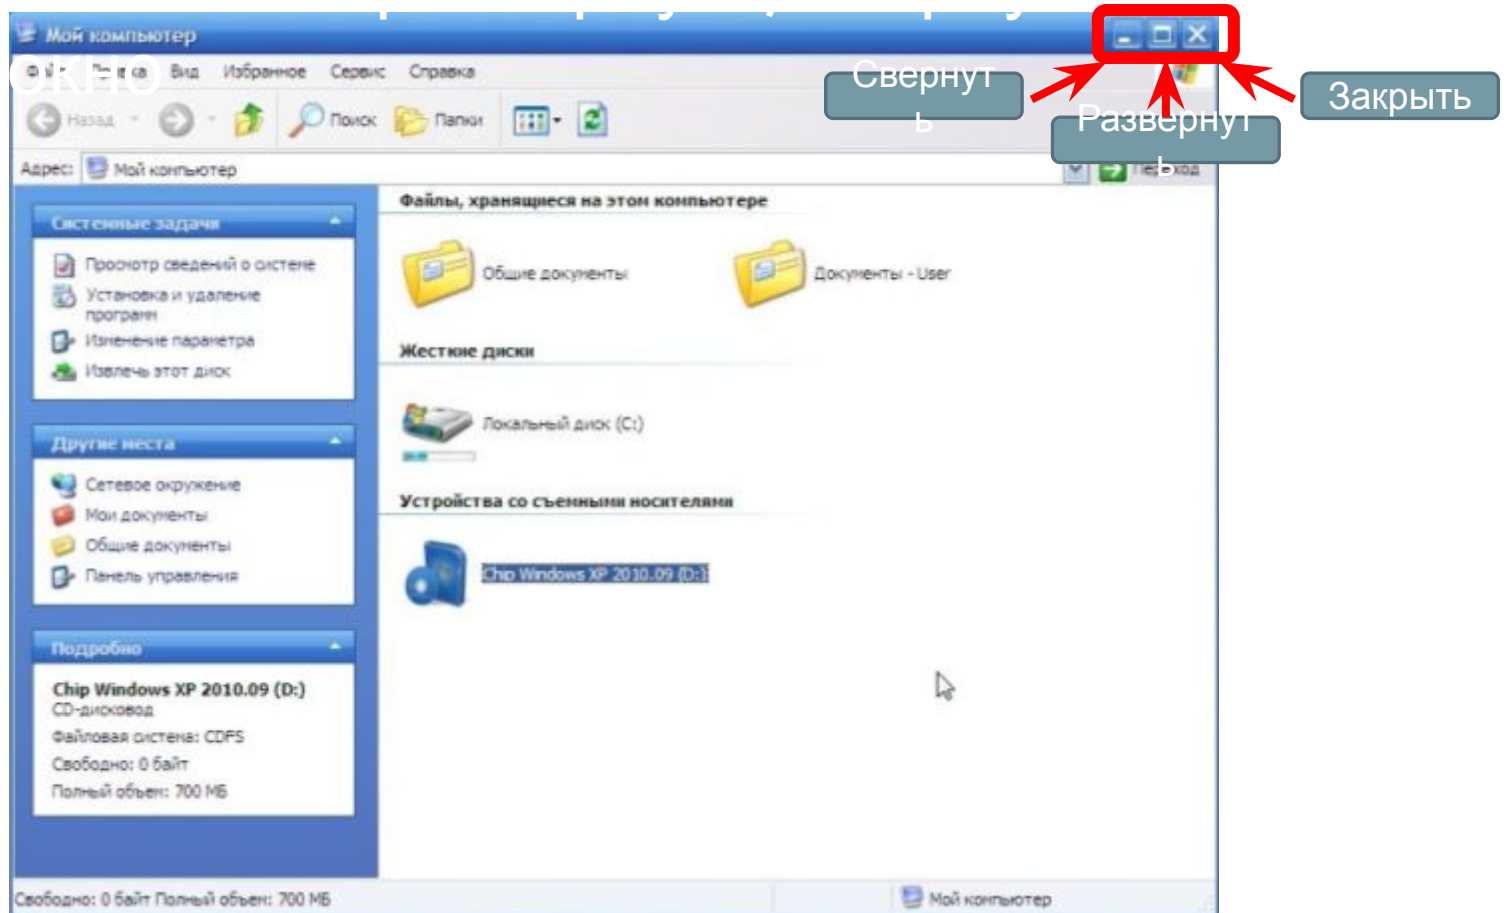 Мой компьютер
окно
Вид Избранное Сервис Справка
Свернут
ь
Развернут
ь
Закрыть
Назад
Поиск
Папки
Адрес: Мой компьютер
Переход
Системные задачи
Просмотр сведений о системе
Установка и удаление
программ
Изменение параметра
Извлечь этот диск
Другие места
Сетевое окружение
Мои документы
Общие документы
Панель управления
Подробно
Chip Windows XP 2010.09 (D:)
CD-дисковод
Файловая система: CDFS
Свободно: 0 байт
Полный объем: 700 МБ
Файлы, хранящиеся на этом компьютере
Общие документы
Документы - User
Жесткие диски
Локальный диск (C:)
Устройства со съемными носителями
Chip Windows XP 2010.09 (D:)
Свободно: 0 байт Полный объем: 700 МБ
Мой компьютер